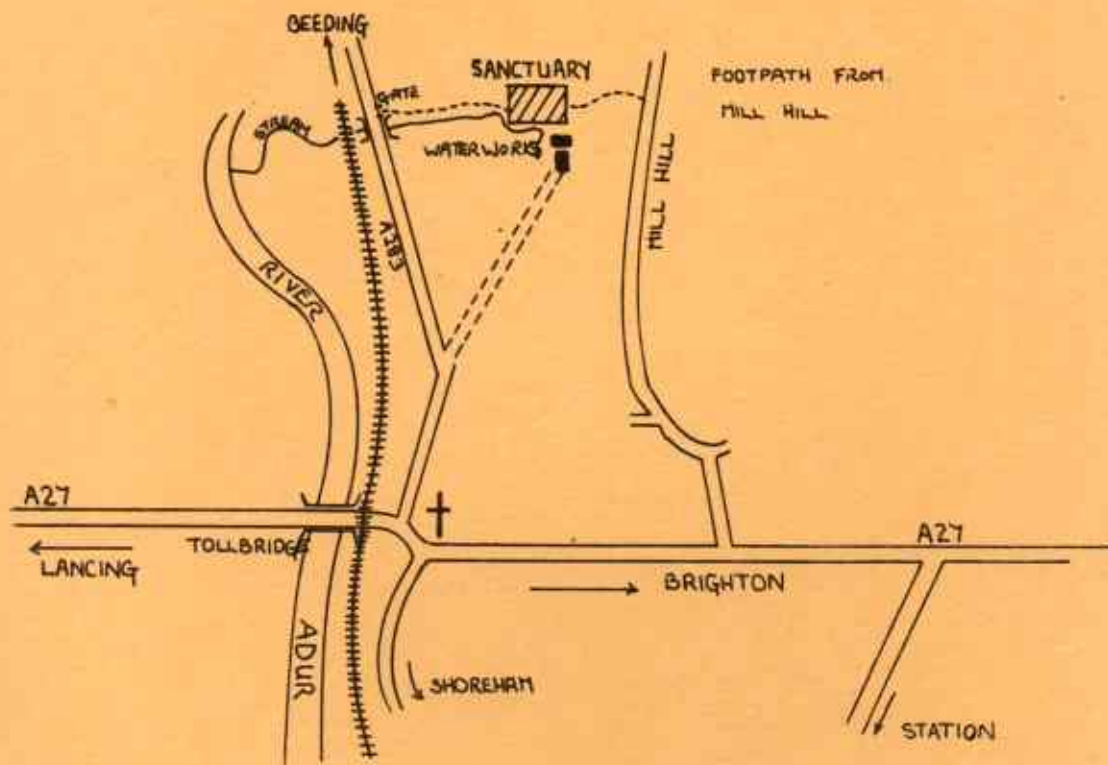 BEEDING
SANCTUARY
FOOTPATH FROM
MILL HILL
GATE
STREAM
WATERWORKS
MILL HILL
A283
RIVER
A27
TOLLBRIDGE
LANCING
A27
BRIGHTON
ADUR
SHOREHAM
STATION